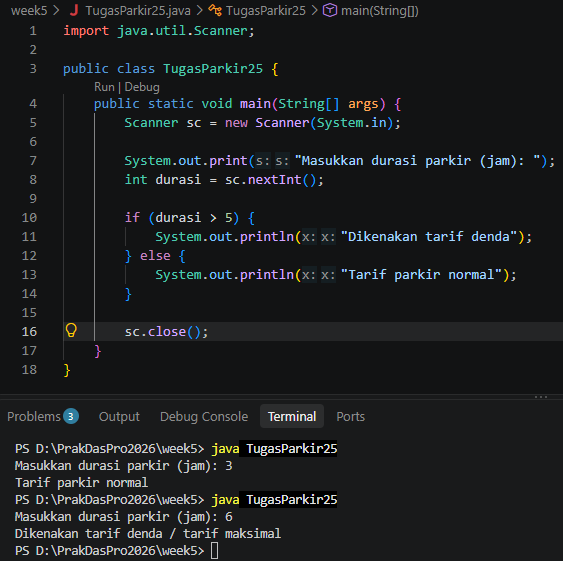 week5 > J TugasParkir25.java > TugasParkir25 > main(String[])
1 import java.util.Scanner;
2
3 public class TugasParkir25 {
Run | Debug
4 public static void main(String[] args) {
5 Scanner sc = new Scanner(System.in);
6
7 System.out.print(s: s: "Masukkan durasi parkir (jam): ");
8 int durasi = sc.nextInt();
9
10 if (durasi > 5) {
11 System.out.println(x: x: "Dikenakan tarif denda");
12 } else {
13 System.out.println(x: x: "Tarif parkir normal");
14 }
15
16 sc.close();
17 }
18 }
Problems 3 Output Debug Console Terminal Ports
PS D:\PrakDasPro2026\week5> java TugasParkir25
Masukkan durasi parkir (jam): 3
Tarif parkir normal
PS D:\PrakDasPro2026\week5> java TugasParkir25
Masukkan durasi parkir (jam): 6
Dikenakan tarif denda / tarif maksimal
PS D:\PrakDasPro2026\week5>